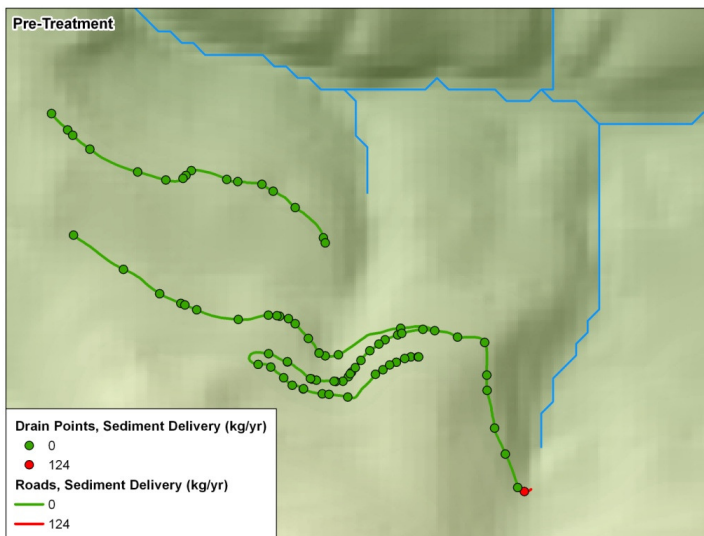 Pre-Treatment
Drain Points, Sediment Delivery (kg/yr)
0
124
Roads, Sediment Delivery (kg/yr)
0
124